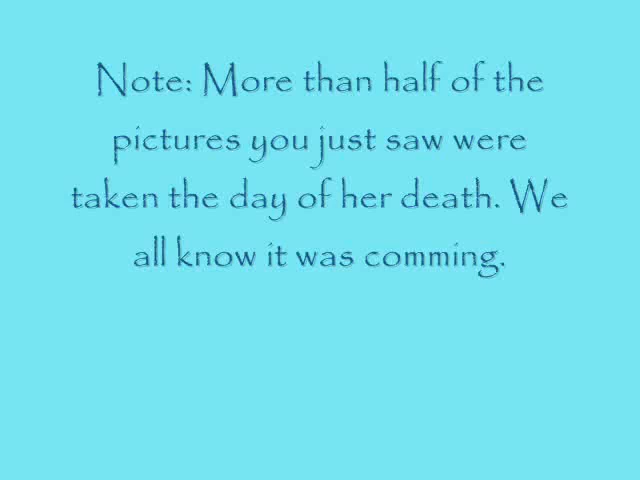 Note: More than half of the
pictures you just saw were
taken the day of her death. We
all know it was comming.